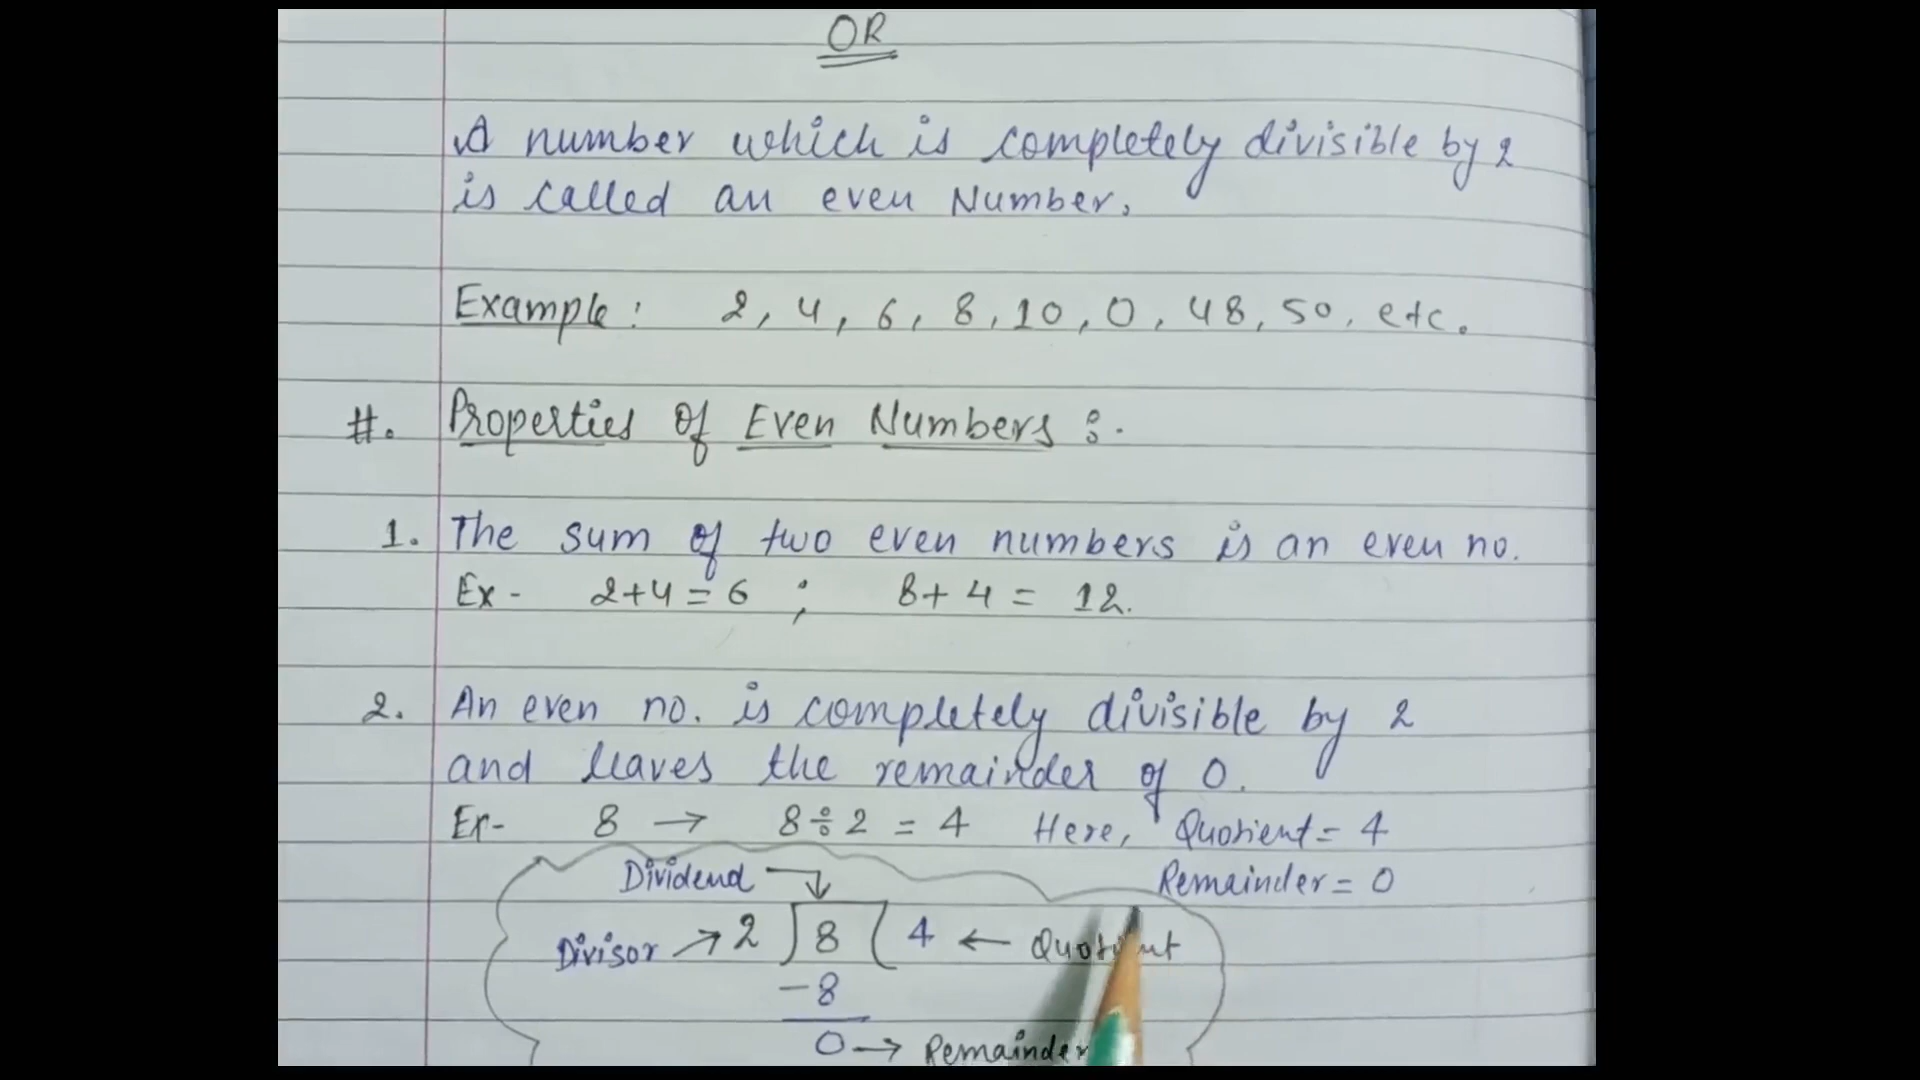 OR
A number which is completely divisible by 2
is called an even Number.
Example: 2, 4, 6, 8, 10, 0, 48, 50, etc.
#. Properties of Even Numbers :-
1. The sum of two even numbers is an even no.
Ex - 2+4=6 ; 8+4 = 12.
2. An even no. is completely divisible by 2
and leaves the remainder of 0.
Ex- 8 → 8÷2 = 4 Here, Quotient = 4
Dividend Remainder = 0
Divisor → 2 ) 8 ( 4 ← Quotient
-8
0 → Remainder